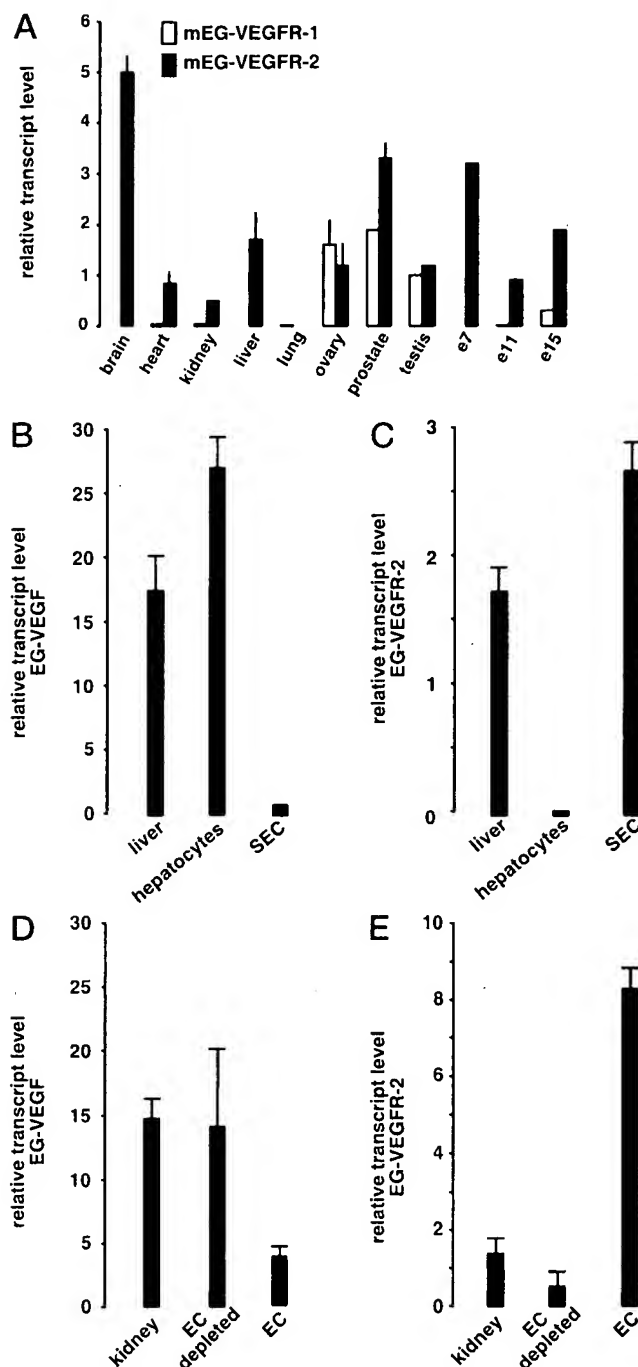 A
mEG-VEGFR-1
mEG-VEGFR-2
relative transcript level
6
5
4
3
2
1
0
brain
heart
kidney
liver
lung
ovary
prostate
testis
e7
e11
e15
B
relative transcript level
EG-VEGF
30
25
20
15
10
5
0
liver
hepatocytes
SEC
C
relative transcript level
EG-VEGFR-2
3
2
1
0
liver
hepatocytes
SEC
D
relative transcript level
EG-VEGF
30
25
20
15
10
5
0
kidney
EC
depleted
EC
E
relative transcript level
EG-VEGFR-2
10
8
6
4
2
0
kidney
EC
depleted
EC